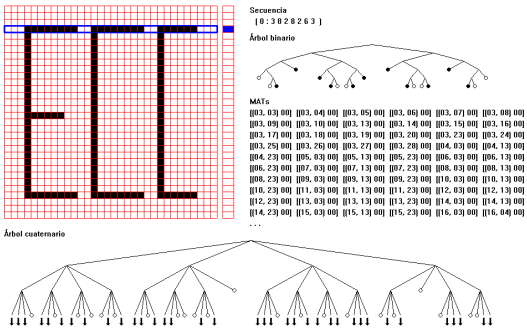 Secuencia
( 0 : 3 8 2 8 2 6 3 )
Árbol binario
MATs
[(03, 03) 00] [(03, 04) 00] [(03, 05) 00] [(03, 06) 00] [(03, 07) 00] [(03, 08) 00]
[(03, 09) 00] [(03, 10) 00] [(03, 13) 00] [(03, 14) 00] [(03, 15) 00] [(03, 16) 00]
[(03, 17) 00] [(03, 18) 00] [(03, 19) 00] [(03, 20) 00] [(03, 23) 00] [(03, 24) 00]
[(03, 25) 00] [(03, 26) 00] [(03, 27) 00] [(03, 28) 00] [(04, 03) 00] [(04, 13) 00]
[(04, 23) 00] [(05, 03) 00] [(05, 13) 00] [(05, 23) 00] [(06, 03) 00] [(06, 13) 00]
[(06, 23) 00] [(07, 03) 00] [(07, 13) 00] [(07, 23) 00] [(08, 03) 00] [(08, 13) 00]
[(08, 23) 00] [(09, 03) 00] [(09, 13) 00] [(09, 23) 00] [(10, 03) 00] [(10, 13) 00]
[(10, 23) 00] [(11, 03) 00] [(11, 13) 00] [(11, 23) 00] [(12, 03) 00] [(12, 13) 00]
[(12, 23) 00] [(13, 03) 00] [(13, 13) 00] [(13, 23) 00] [(14, 03) 00] [(14, 13) 00]
[(14, 23) 00] [(15, 03) 00] [(15, 13) 00] [(15, 23) 00] [(16, 03) 00] [(16, 04) 00]
. . .
Árbol cuaternario